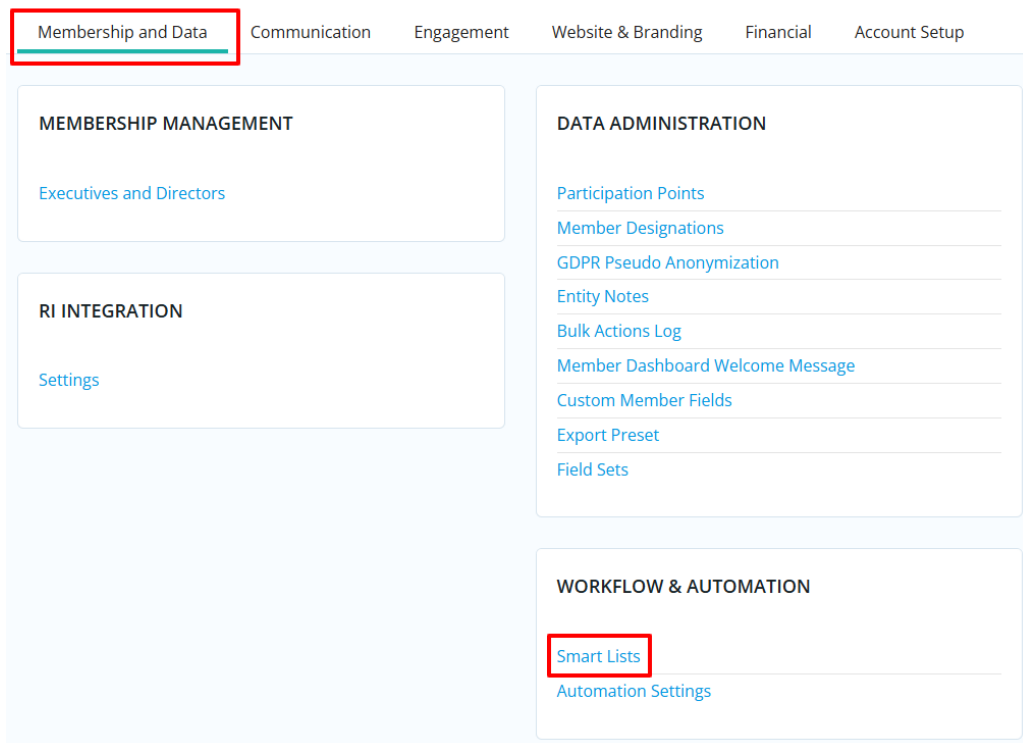 Membership and Data
Communication
Engagement
Website & Branding
Financial
Account Setup
MEMBERSHIP MANAGEMENT
Executives and Directors
RI INTEGRATION
Settings
DATA ADMINISTRATION
Participation Points
Member Designations
GDPR Pseudo Anonymization
Entity Notes
Bulk Actions Log
Member Dashboard Welcome Message
Custom Member Fields
Export Preset
Field Sets
WORKFLOW & AUTOMATION
Smart Lists
Automation Settings